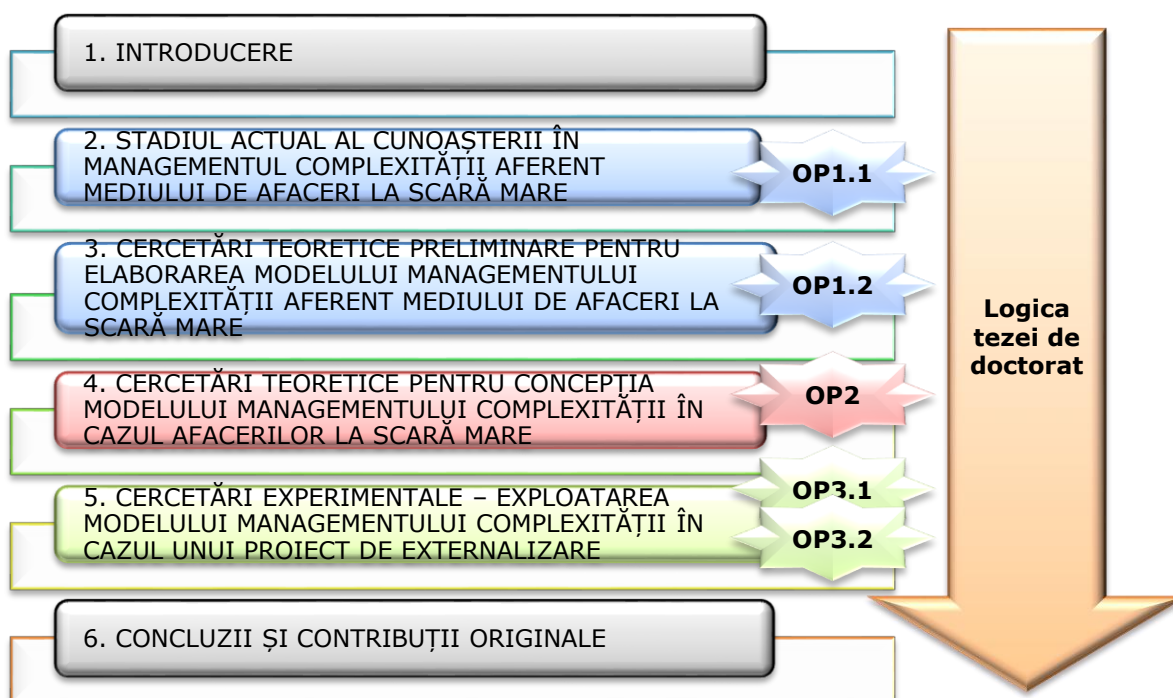 1. INTRODUCERE
2. STADIUL ACTUAL AL CUNOAȘTERII ÎN
MANAGEMENTUL COMPLEXITĂȚII AFERENT
MEDIULUI DE AFACERI LA SCARĂ MARE
OP1.1
3. CERCETĂRI TEORETICE PRELIMINARE PENTRU
ELABORAREA MODELULUI MANAGEMENTULUI
COMPLEXITĂȚII AFERENT MEDIULUI DE AFACERI LA
SCARĂ MARE
OP1.2
4. CERCETĂRI TEORETICE PENTRU CONCEPȚIA
MODELULUI MANAGEMENTULUI COMPLEXITĂȚII ÎN
CAZUL AFACERILOR LA SCARĂ MARE
OP2
5. CERCETĂRI EXPERIMENTALE – EXPLOATAREA
MODELULUI MANAGEMENTULUI COMPLEXITĂȚII ÎN
CAZUL UNUI PROIECT DE EXTERNALIZARE
OP3.1
OP3.2
6. CONCLUZII ȘI CONTRIBUȚII ORIGINALE
Logica
tezei de
doctorat